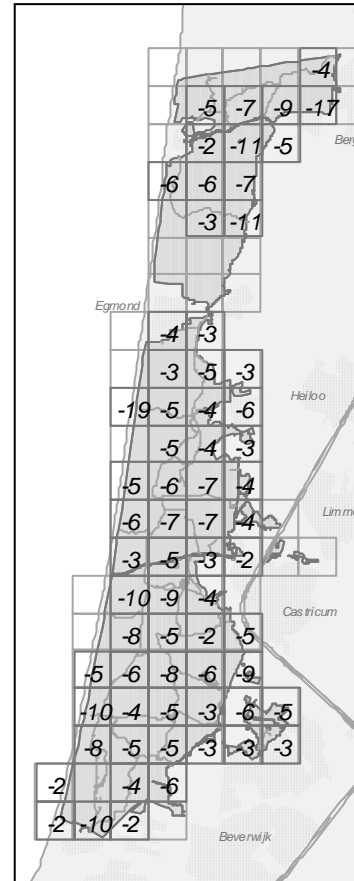 -4
-5 -7 -9 -17
-2 -11 -5
Berg
-6 -6 -7
-3 -11
Egmond
-4 -3
-3 -5 -3
-19 -5 -4 -6
Heiloo
-5 -4 -3
-5 -6 -7 -4
-6 -7 -7 -4
Limme
-3 -5 -3 -2
-10 -9 -4
Castricum
-8 -5 -2 -5
-5 -6 -8 -6 -9
-10 -4 -5 -3 -6 -5
-8 -5 -5 -3 -3 -3
-2 -4 -6
-2 -10 -2
Beverwijk